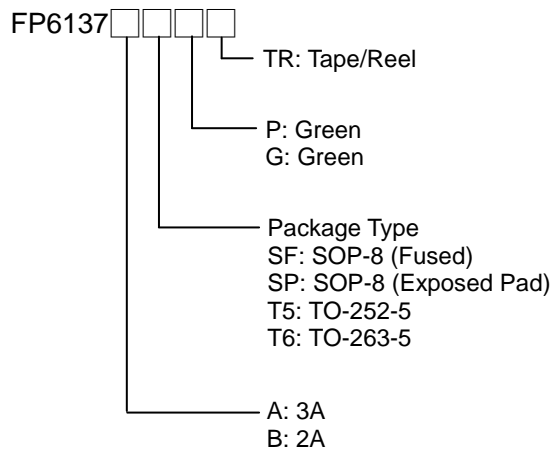 FP6137
TR: Tape/Reel
P: Green
G: Green
Package Type
SF: SOP-8 (Fused)
SP: SOP-8 (Exposed Pad)
T5: TO-252-5
T6: TO-263-5
A: 3A
B: 2A